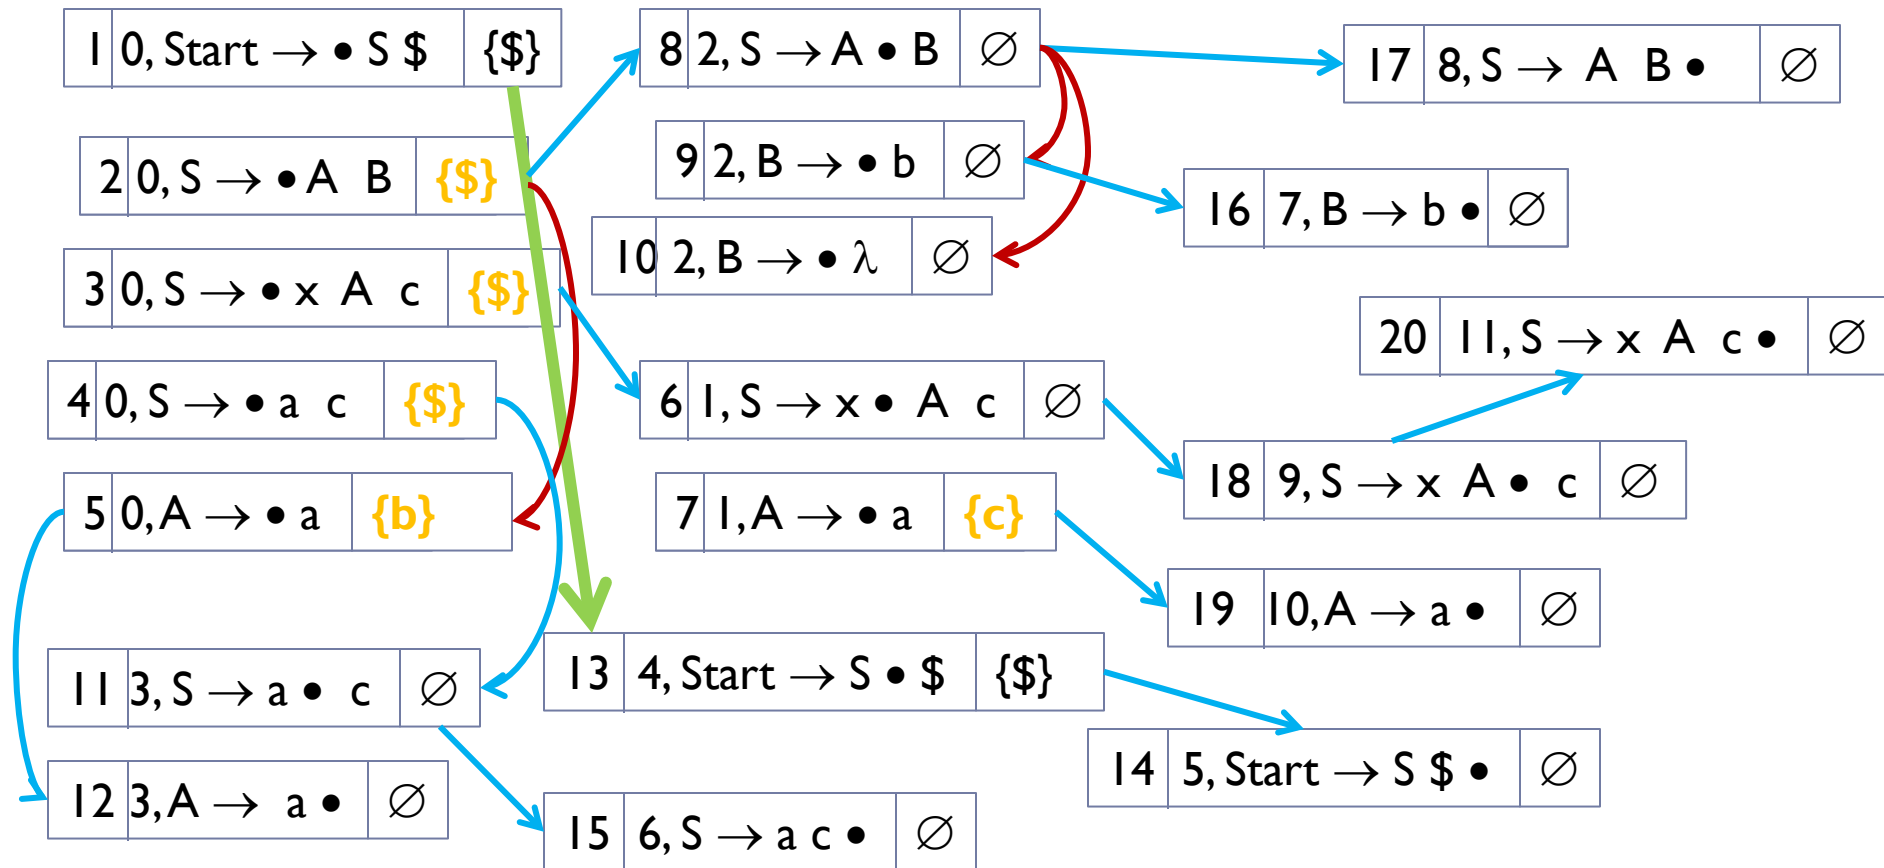 1 0, Start → • S $ {$}
2 0, S → • A B {$}
3 0, S → • x A c {$}
4 0, S → • a c {$}
5 0, A → • a {b}
11 3, S → a • c ∅
12 3, A → a • ∅
8 2, S → A • B ∅
9 2, B → • b ∅
10 2, B → • λ ∅
6 1, S → x • A c ∅
7 1, A → • a {c}
13 4, Start → S • $ {$}
15 6, S → a c • ∅
17 8, S → A B • ∅
16 7, B → b • ∅
20 11, S → x A c • ∅
18 9, S → x A • c ∅
19 10, A → a • ∅
14 5, Start → S $ • ∅